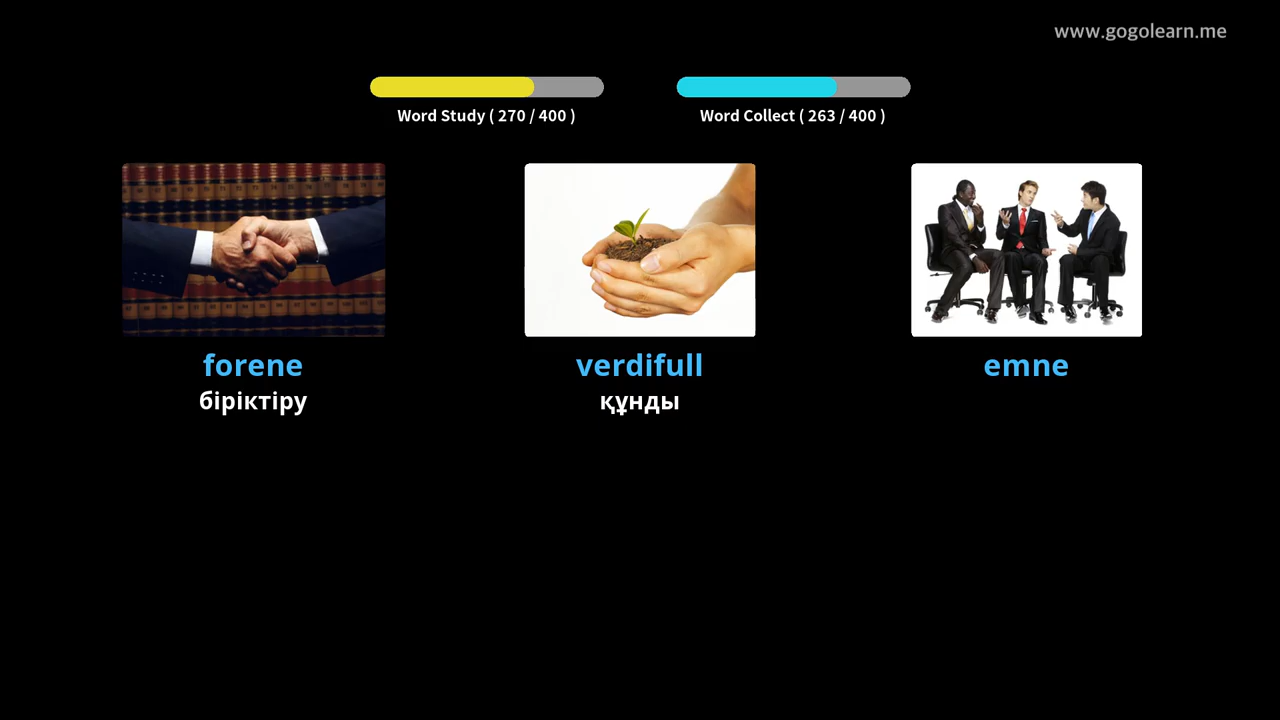 www.gogolearn.me
Word Study ( 270 / 400 )
Word Collect ( 263 / 400 )
forene
verdifull
emne
біріктіру
құнды